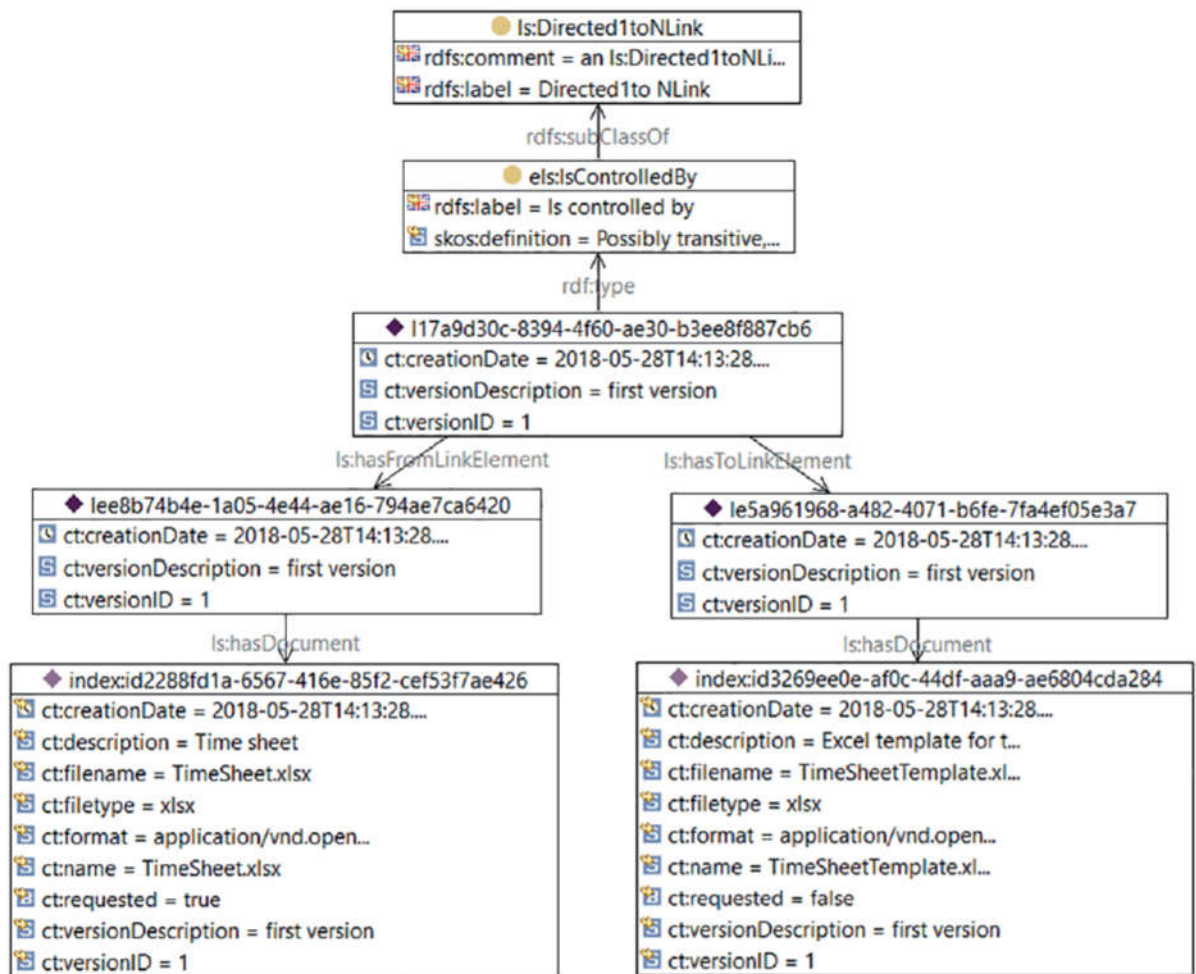 ls:Directed1toNLink
rdfs:comment = an ls:Directed1toNLi...
rdfs:label = Directed1to NLink
rdfs:subClassOf
els:IsControlledBy
rdfs:label = Is controlled by
skos:definition = Possibly transitive,...
rdf:type
l17a9d30c-8394-4f60-ae30-b3ee8f887cb6
ct:creationDate = 2018-05-28T14:13:28....
ct:versionDescription = first version
ct:versionID = 1
ls:hasFromLinkElement
ls:hasToLinkElement
lee8b74b4e-1a05-4e44-ae16-794ae7ca6420
ct:creationDate = 2018-05-28T14:13:28....
ct:versionDescription = first version
ct:versionID = 1
le5a961968-a482-4071-b6fe-7fa4ef05e3a7
ct:creationDate = 2018-05-28T14:13:28....
ct:versionDescription = first version
ct:versionID = 1
ls:hasDocument
ls:hasDocument
index:id2288fd1a-6567-416e-85f2-cef53f7ae426
ct:creationDate = 2018-05-28T14:13:28....
ct:description = Time sheet
ct:filename = TimeSheet.xlsx
ct:filetype = xlsx
ct:format = application/vnd.open...
ct:name = TimeSheet.xlsx
ct:requested = true
ct:versionDescription = first version
ct:versionID = 1
index:id3269ee0e-af0c-44df-aaa9-ae6804cda284
ct:creationDate = 2018-05-28T14:13:28....
ct:description = Excel template for t...
ct:filename = TimeSheetTemplate.xl...
ct:filetype = xlsx
ct:format = application/vnd.open...
ct:name = TimeSheetTemplate.xl...
ct:requested = false
ct:versionDescription = first version
ct:versionID = 1